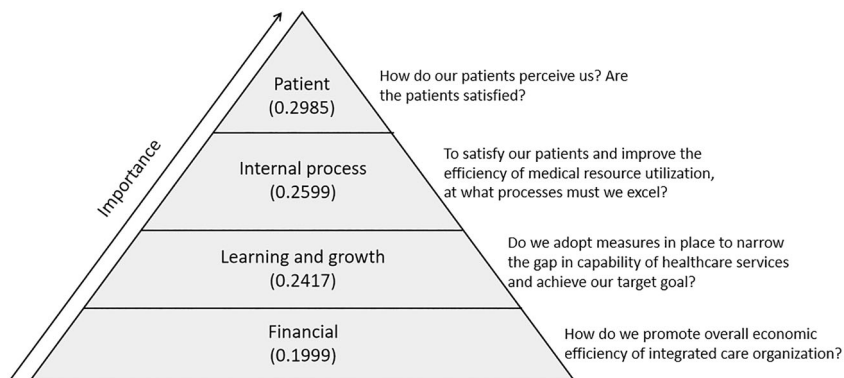 Importance
Patient
(0.2985)
How do our patients perceive us? Are
the patients satisfied?
Internal process
(0.2599)
To satisfy our patients and improve the
efficiency of medical resource utilization,
at what processes must we excel?
Learning and growth
(0.2417)
Do we adopt measures in place to narrow
the gap in capability of healthcare services
and achieve our target goal?
Financial
(0.1999)
How do we promote overall economic
efficiency of integrated care organization?